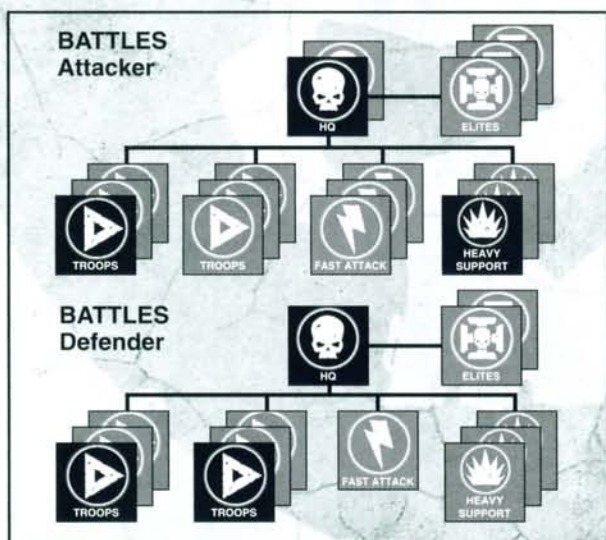 BATTLES
Attacker
HQ
ELITES
TROOPS
TROOPS
FAST ATTACK
HEAVY
SUPPORT
BATTLES
Defender
HQ
ELITES
TROOPS
TROOPS
FAST ATTACK
HEAVY
SUPPORT